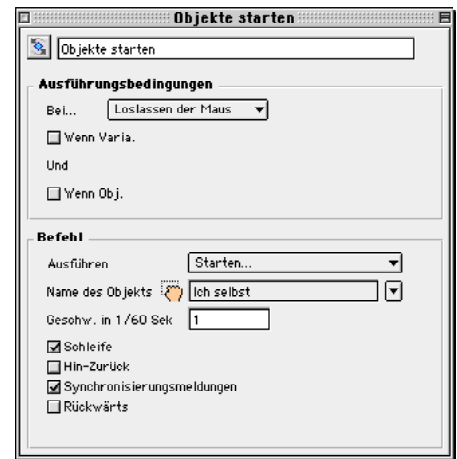 Objekte starten
Objekte starten
Ausführungsbedingungen
Bei... Loslassen der Maus
Wenn Varia.
Und
Wenn Obj.
Befehl
Ausführen Starten...
Name des Objekts Ich selbst
Geschw. in 1/60 Sek 1
Schleife
Hin-Zurück
Synchronisierungsmeldungen
Rückwärts